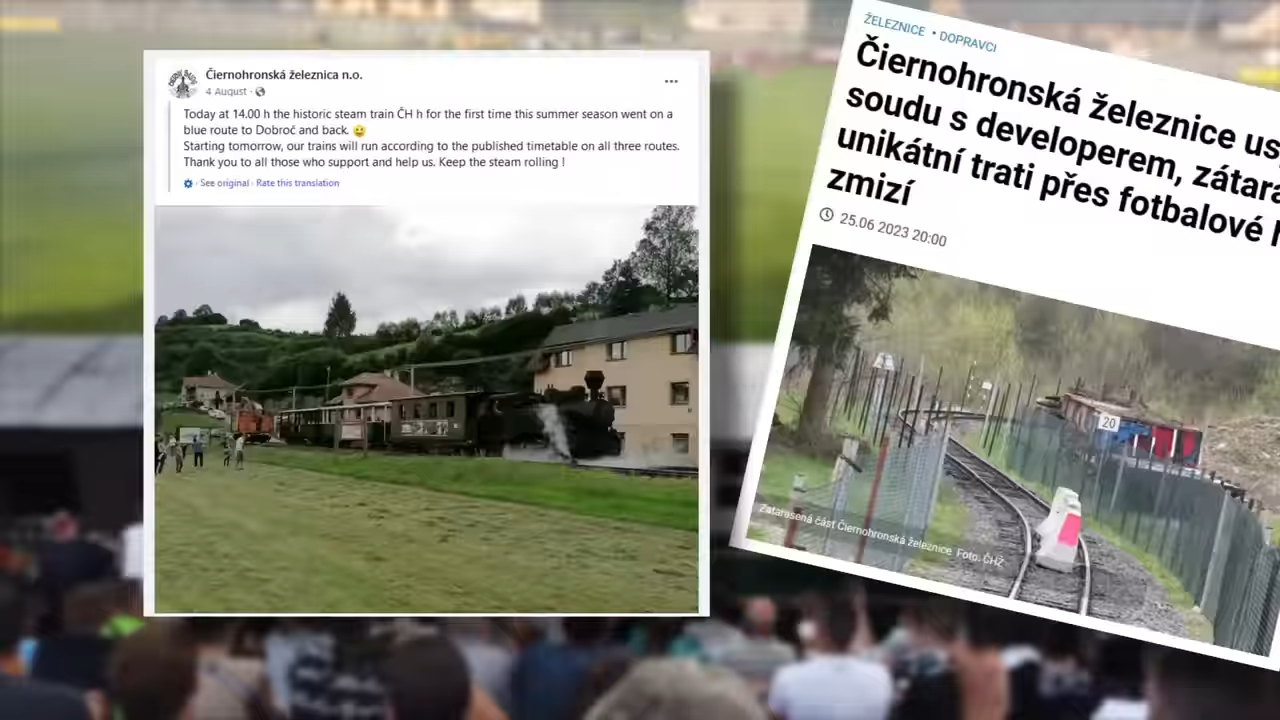 Čiernohronská železnica n.o.
4 August ·
Today at 14.00 h the historic steam train ČH h for the first time this summer season went on a
blue route to Dobroč and back.
Starting tomorrow, our trains will run according to the published timetable on all three routes.
Thank you to all those who support and help us. Keep the steam rolling !
· See original · Rate this translation
ŽELEZNICE • DOPRAVCI
Čiernohronská železnice
soudu s developerem,
unikátní trati přes fotbalové
zmizí
25.06 2023 20:00
20
Zatarasená část Čiernohronská železnice. Foto: ČHŽ